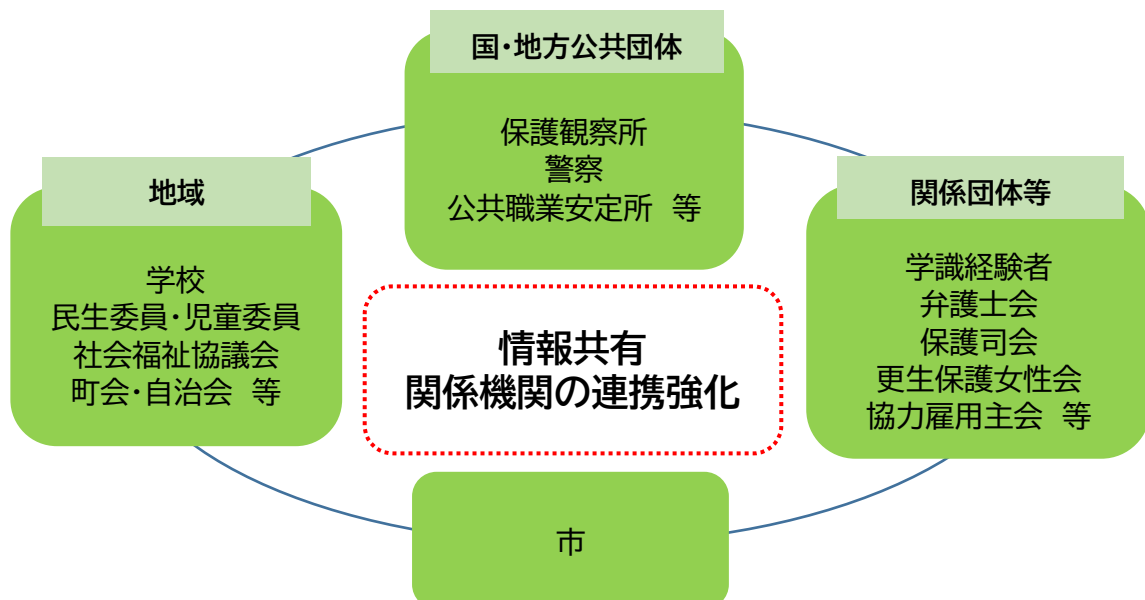 国・地方公共団体
保護観察所
警察
公共職業安定所 等
地域
学校
民生委員・児童委員
社会福祉協議会
町会・自治会 等
関係団体等
学識経験者
弁護士会
保護司会
更生保護女性会
協力雇用主会 等
情報共有
関係機関の連携強化
市